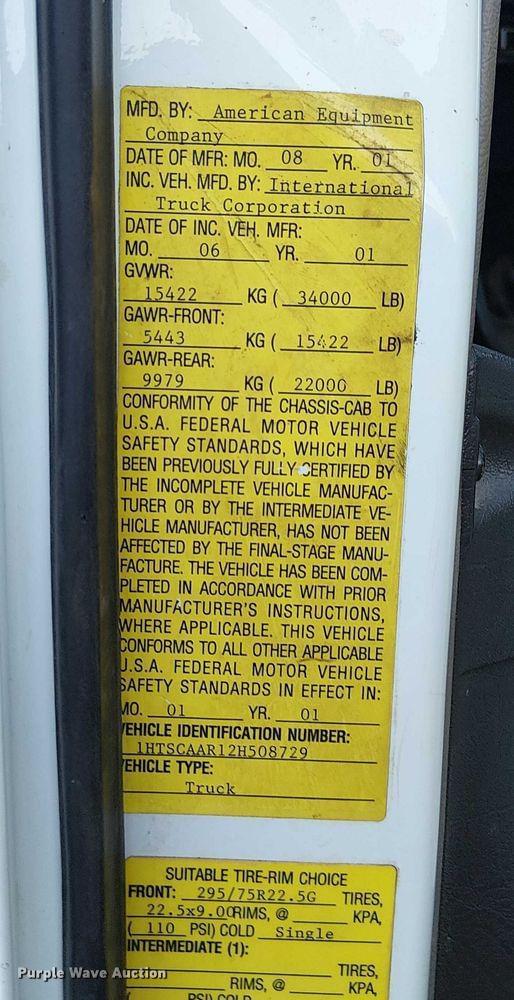 MFD. BY: American Equipment
Company
DATE OF MFR: MO. 08 YR. 01
INC. VEH. MFD. BY: International
Truck Corporation
DATE OF INC. VEH. MFR:
MO. 06 YR. 01
GVWR:
15422 KG ( 34000 LB)
GAWR-FRONT:
5443 KG ( 15422 LB)
GAWR-REAR:
9979 KG ( 22000 LB)
CONFORMITY OF THE CHASSIS-CAB TO
U.S.A. FEDERAL MOTOR VEHICLE
SAFETY STANDARDS, WHICH HAVE
BEEN PREVIOUSLY FULLY CERTIFIED BY
THE INCOMPLETE VEHICLE MANUFAC-
TURER OR BY THE INTERMEDIATE VE-
HICLE MANUFACTURER, HAS NOT BEEN
AFFECTED BY THE FINAL-STAGE MANU-
FACTURE. THE VEHICLE HAS BEEN COM-
PLETED IN ACCORDANCE WITH PRIOR
MANUFACTURER'S INSTRUCTIONS,
WHERE APPLICABLE. THIS VEHICLE
CONFORMS TO ALL OTHER APPLICABLE
U.S.A. FEDERAL MOTOR VEHICLE
SAFETY STANDARDS IN EFFECT IN:
MO. 01 YR. 01
VEHICLE IDENTIFICATION NUMBER:
1HTSCAAR12H508729
VEHICLE TYPE:
Truck
SUITABLE TIRE-RIM CHOICE
FRONT: 295/75R22.5G TIRES,
22.5x9.00 RIMS, @ KPA,
( 110 PSI) COLD Single
INTERMEDIATE (1):
TIRES,
RIMS, @ KPA,
( PSI) COLD
Purple Wave Auction